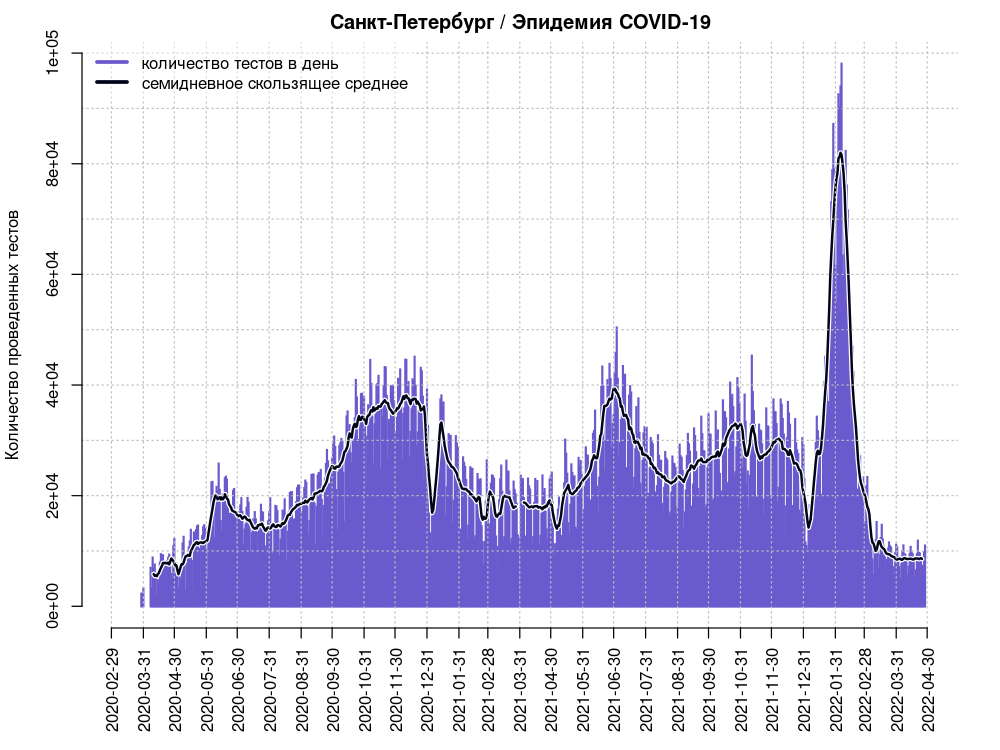 Санкт-Петербург / Эпидемия COVID-19
количество тестов в день
семидневное скользящее среднее
Количество проведенных тестов
1e+05
8e+04
6e+04
4e+04
2e+04
0e+00
2020-02-29
2020-03-31
2020-04-30
2020-05-31
2020-06-30
2020-07-31
2020-08-31
2020-09-30
2020-10-31
2020-11-30
2020-12-31
2021-01-31
2021-02-28
2021-03-31
2021-04-30
2021-05-31
2021-06-30
2021-07-31
2021-08-31
2021-09-30
2021-10-31
2021-11-30
2021-12-31
2022-01-31
2022-02-28
2022-03-31
2022-04-30